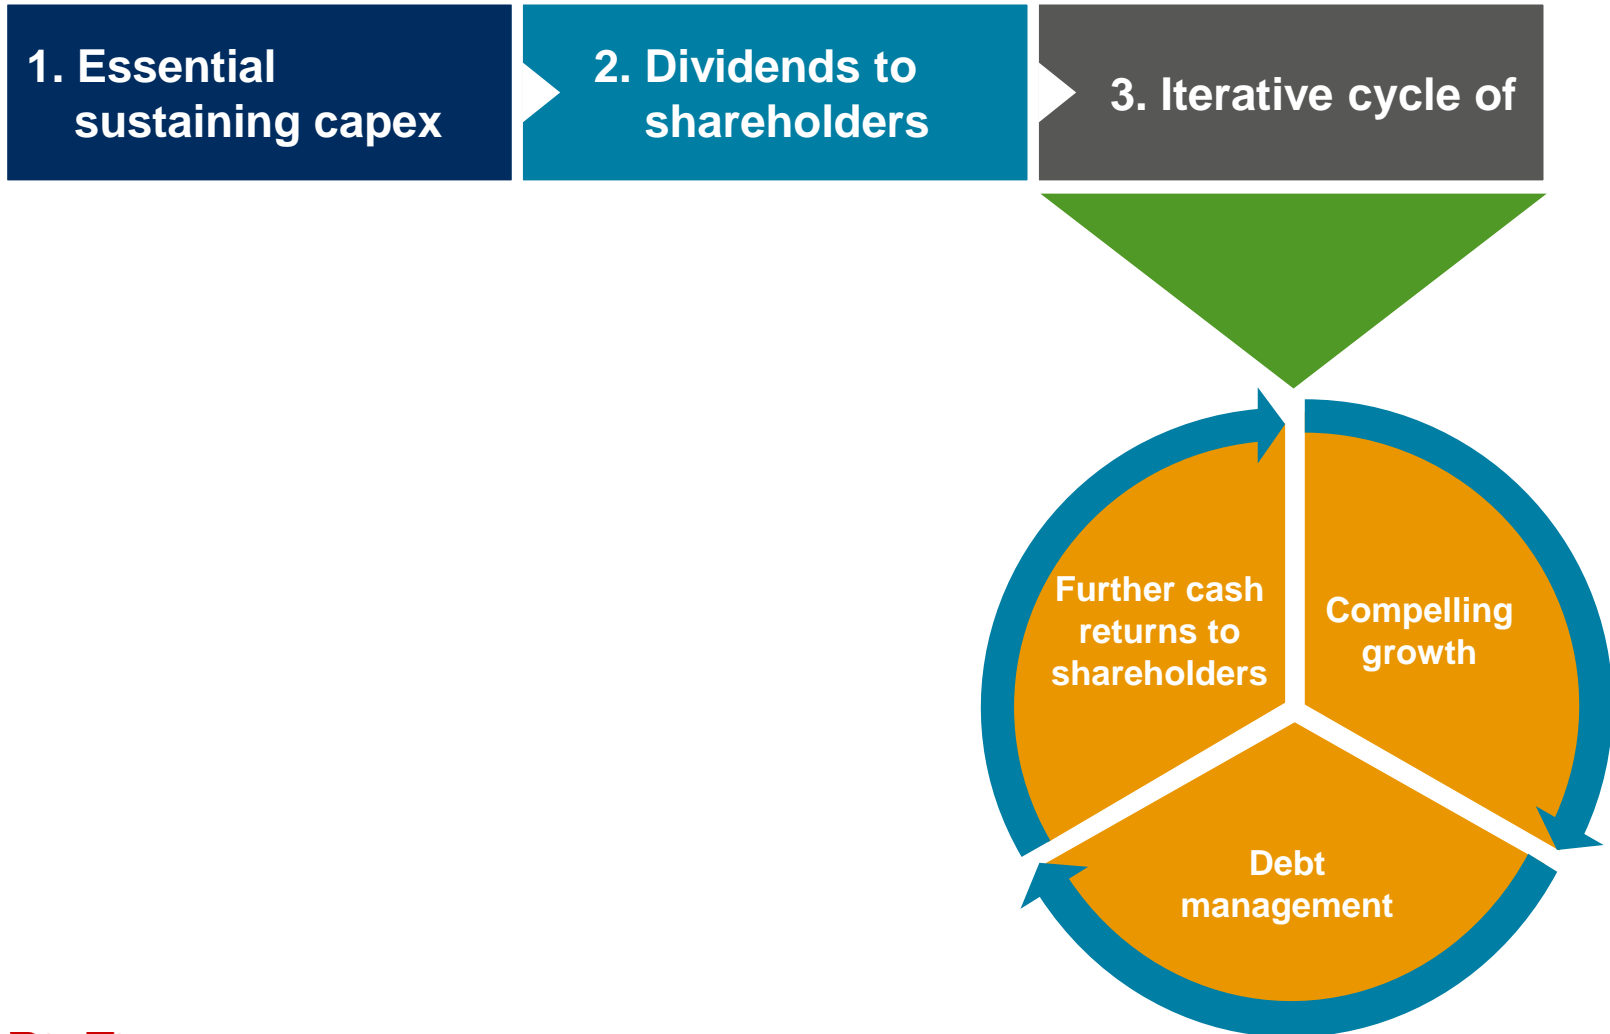 1. Essential
sustaining capex
2. Dividends to
shareholders
3. Iterative cycle of
Further cash
returns to
shareholders
Compelling
growth
Debt
management